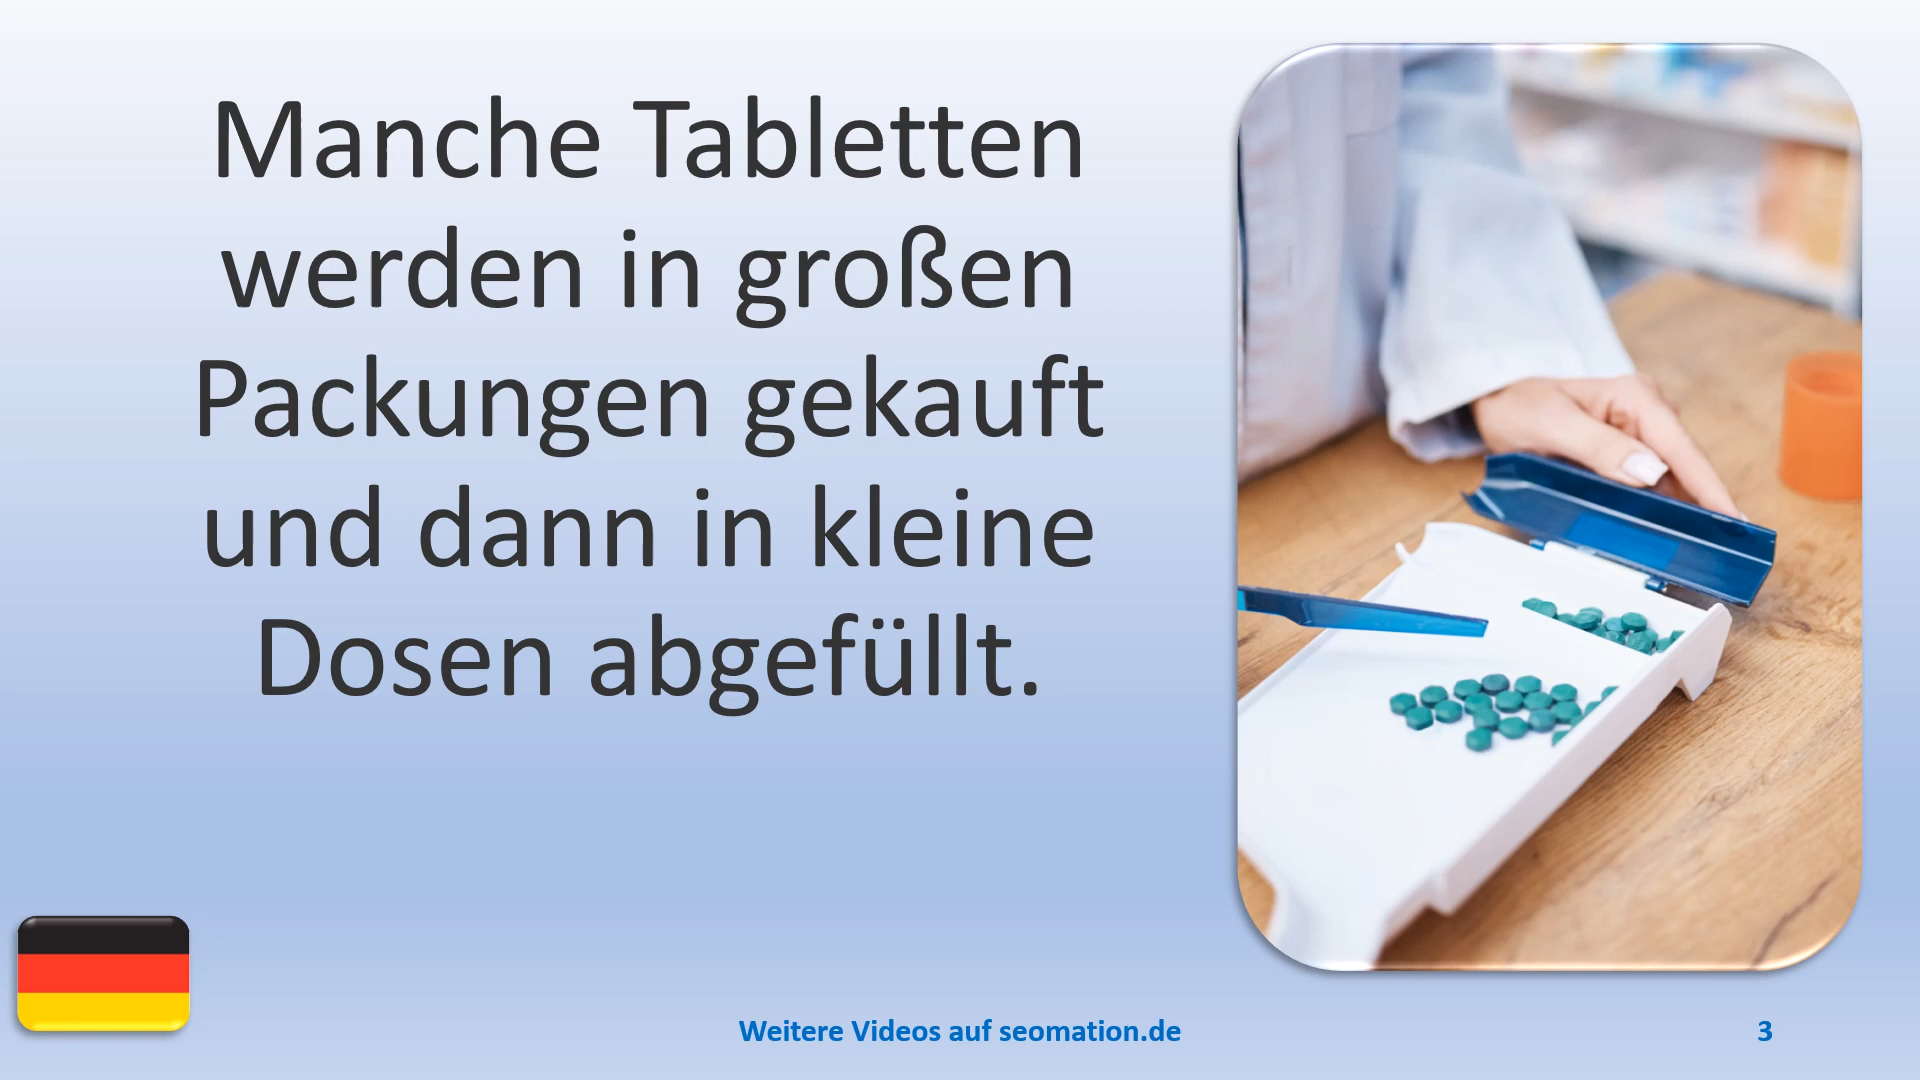 Manche Tabletten
werden in großen
Packungen gekauft
und dann in kleine
Dosen abgefüllt.
Weitere Videos auf seomation.de
3